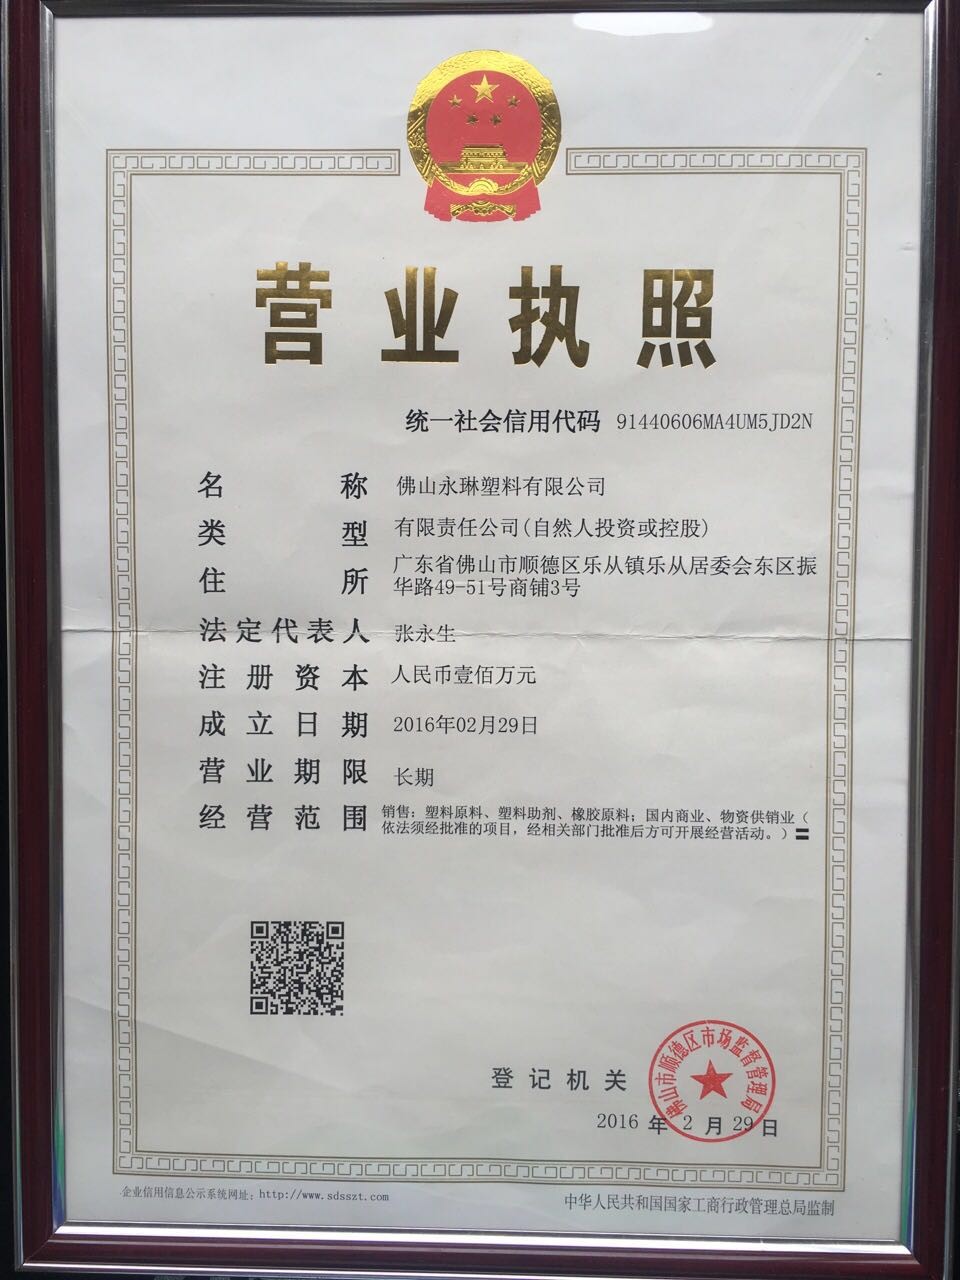 营业执照
统一社会信用代码 91440606MA4UM5JD2N
名称 佛山永琳塑料有限公司
类型 有限责任公司(自然人投资或控股)
住所 广东省佛山市顺德区乐从镇乐从居委会东区振
华路49-51号商铺3号
法定代表人 张永生
注册资本 人民币壹佰万元
成立日期 2016年02月29日
营业期限 长期
经营范围 销售：塑料原料、塑料助剂、橡胶原料；国内商业、物资供销业（
依法须经批准的项目，经相关部门批准后方可开展经营活动。）〓
登记机关
佛山市顺德区市场监督管理局
2016年2月29日
企业信用信息公示系统网址：http://www.sdsszt.com
中华人民共和国国家工商行政管理总局监制